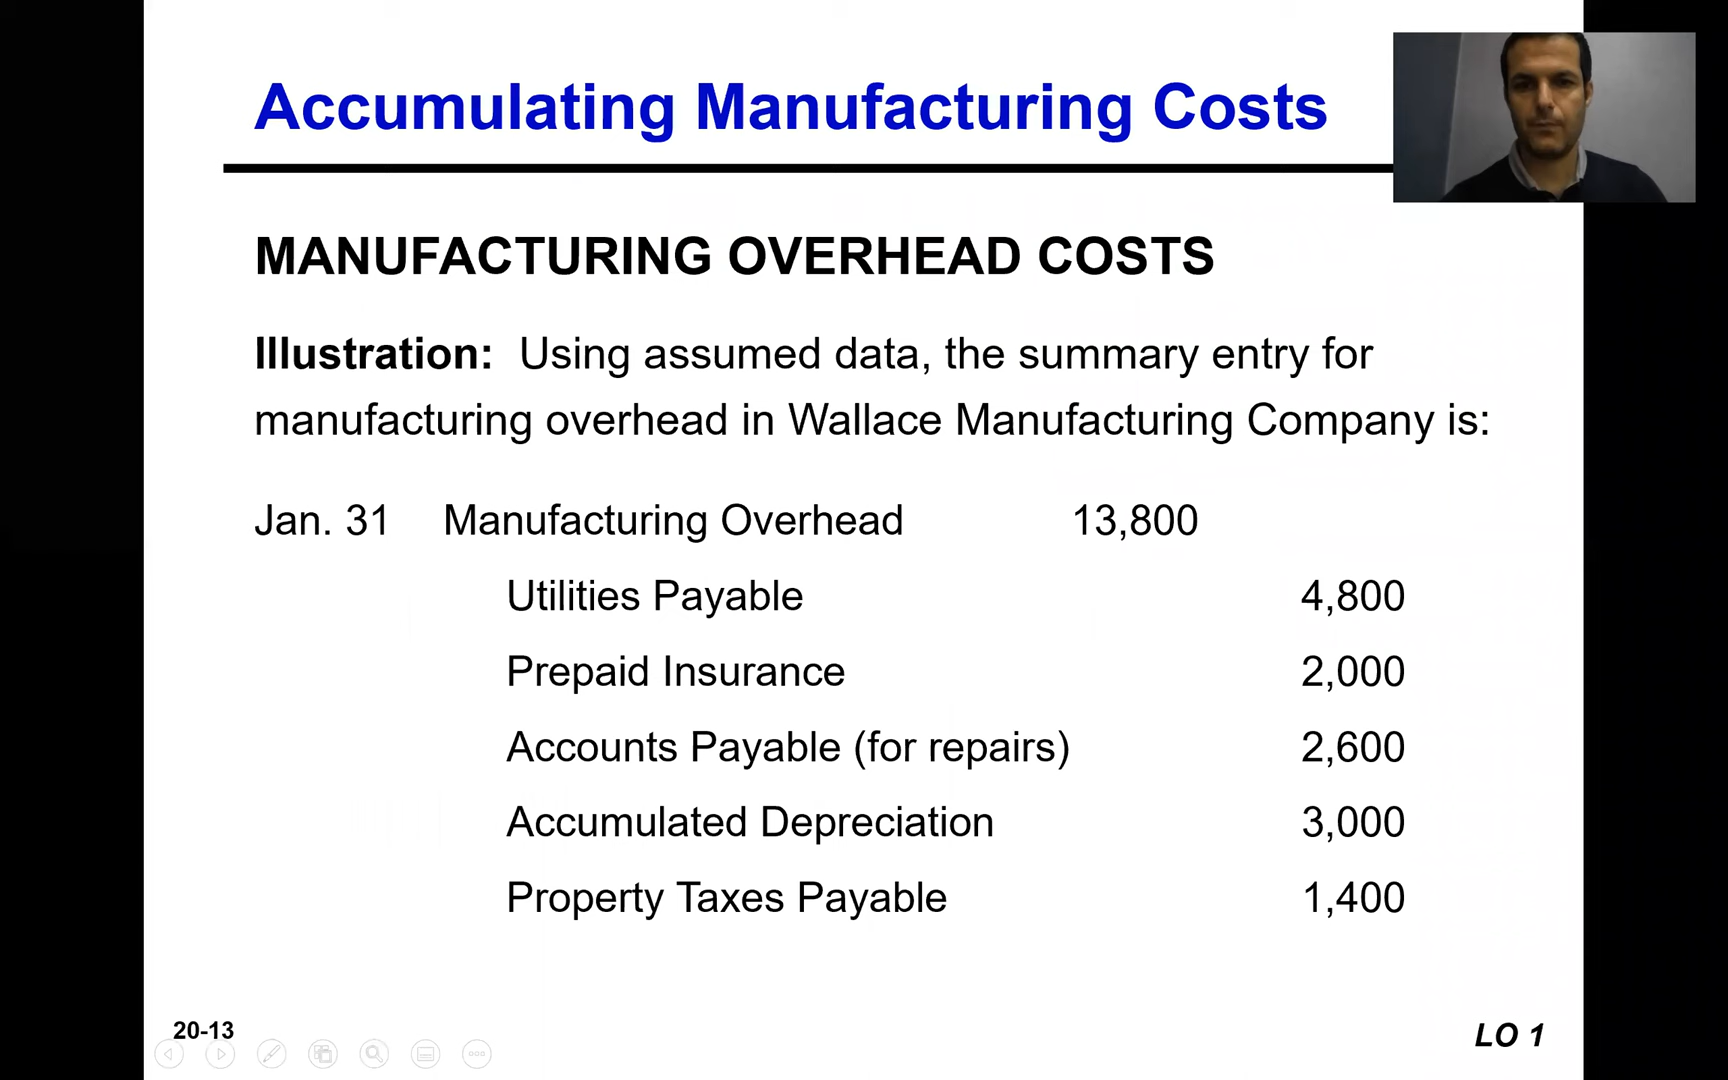 Accumulating Manufacturing Costs
MANUFACTURING OVERHEAD COSTS
Illustration: Using assumed data, the summary entry for
manufacturing overhead in Wallace Manufacturing Company is:
Jan. 31 Manufacturing Overhead 13,800
Utilities Payable 4,800
Prepaid Insurance 2,000
Accounts Payable (for repairs) 2,600
Accumulated Depreciation 3,000
Property Taxes Payable 1,400
20-13
LO 1